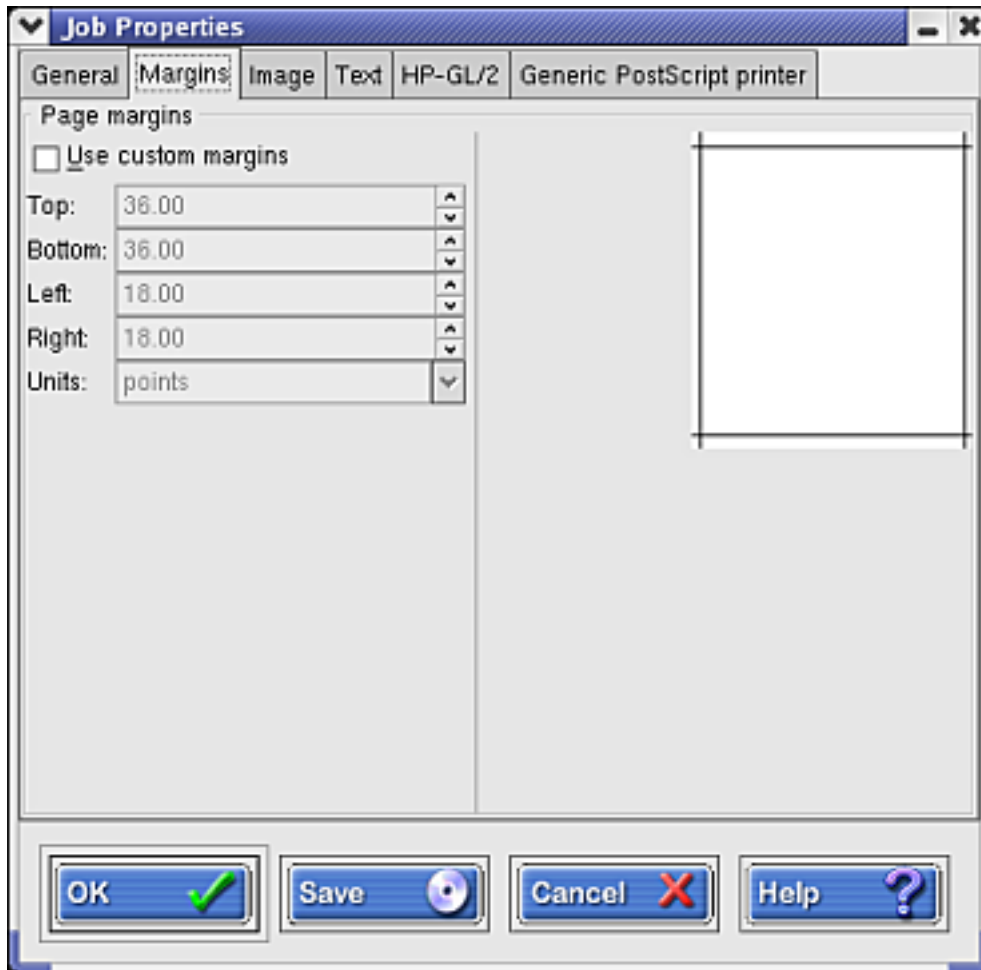 Job Properties
General Margins Image Text HP-GL/2 Generic PostScript printer
Page margins
Use custom margins
Top: 36.00
Bottom: 36.00
Left: 18.00
Right: 18.00
Units: points
OK Save Cancel Help